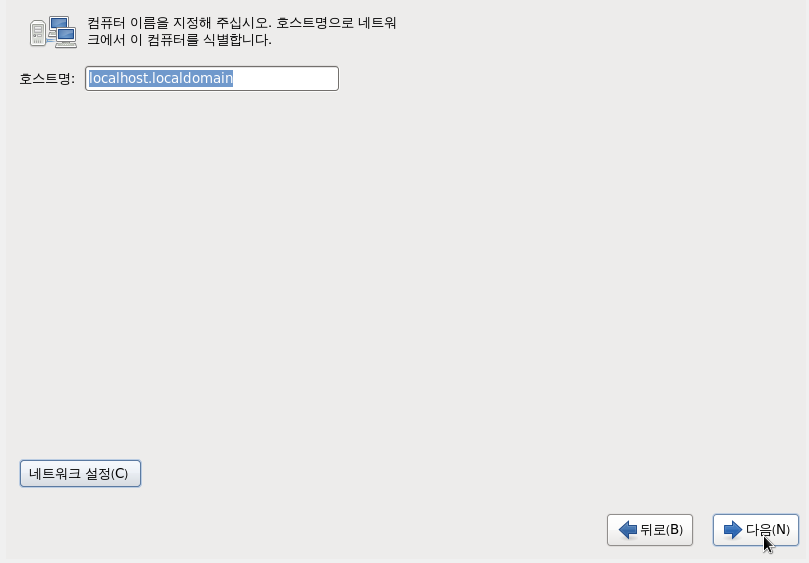 컴퓨터 이름을 지정해 주십시오. 호스트명으로 네트워
크에서 이 컴퓨터를 식별합니다.
호스트명: localhost.localdomain
네트워크 설정(C)
뒤로(B) 다음(N)